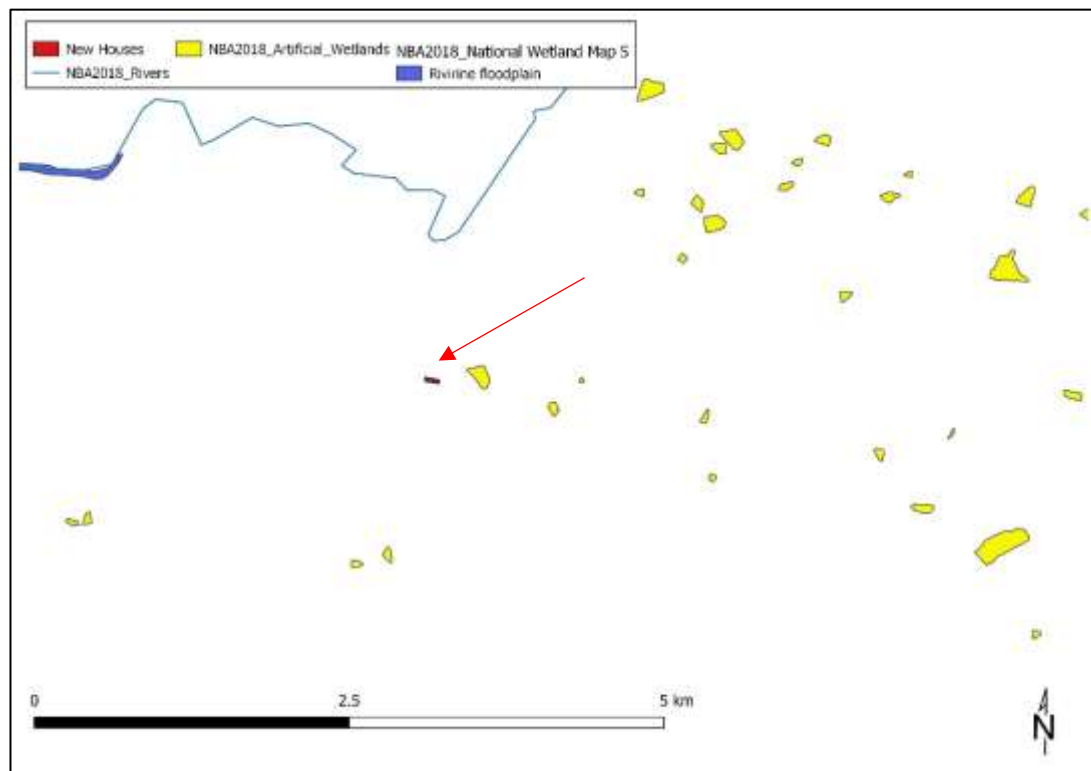 New Houses NBA2018_Artificial_Wetlands NBA2018_National Wetland Map 5
NBA2018_Rivers Rivirine floodplain
0 2.5 5 km
N